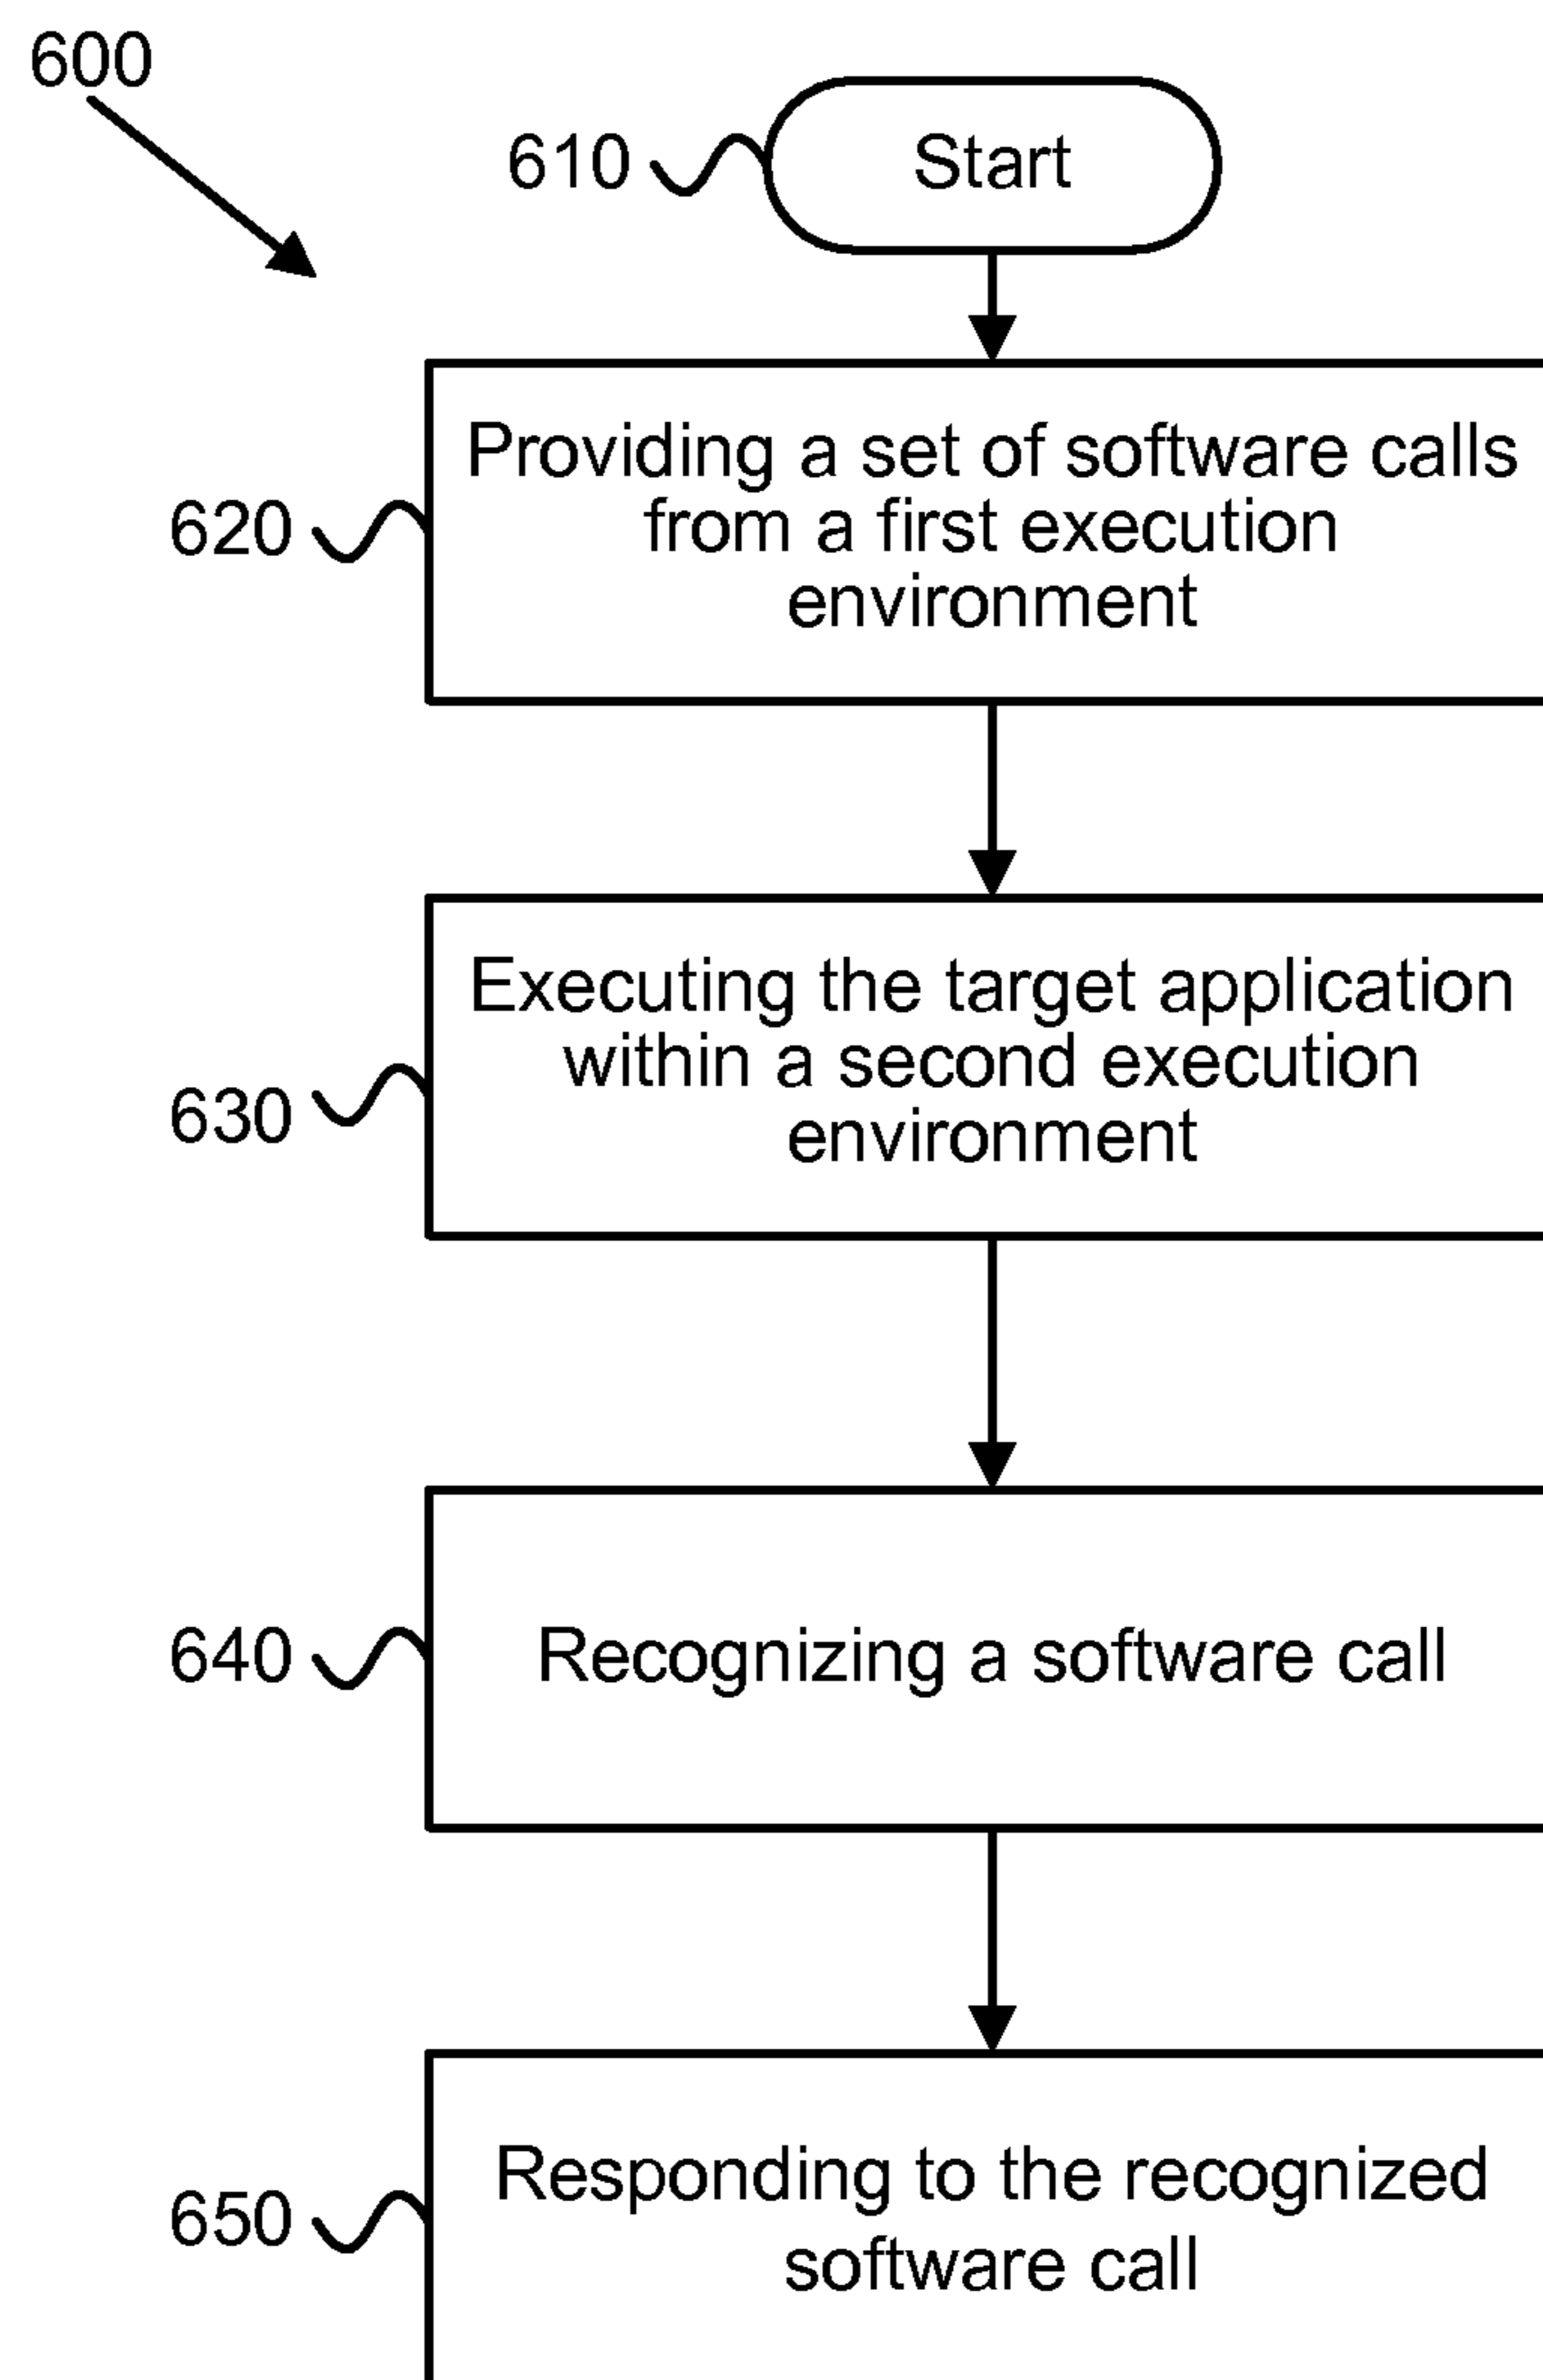 600
610
Start
620
Providing a set of software calls
from a first execution
environment
630
Executing the target application
within a second execution
environment
640
Recognizing a software call
650
Responding to the recognized
software call